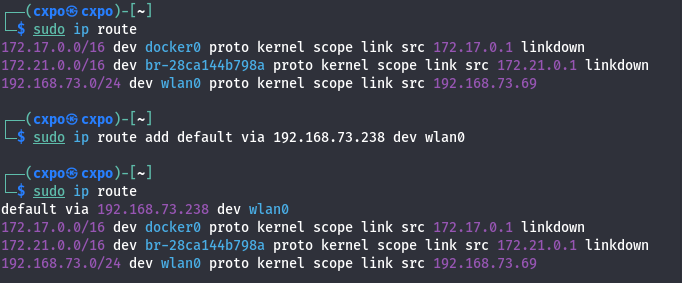 ┌──(cxpo㉿cxpo)-[~]
└─$ sudo ip route
172.17.0.0/16 dev docker0 proto kernel scope link src 172.17.0.1 linkdown
172.21.0.0/16 dev br-28ca144b798a proto kernel scope link src 172.21.0.1 linkdown
192.168.73.0/24 dev wlan0 proto kernel scope link src 192.168.73.69
┌──(cxpo㉿cxpo)-[~]
└─$ sudo ip route add default via 192.168.73.238 dev wlan0
┌──(cxpo㉿cxpo)-[~]
└─$ sudo ip route
default via 192.168.73.238 dev wlan0
172.17.0.0/16 dev docker0 proto kernel scope link src 172.17.0.1 linkdown
172.21.0.0/16 dev br-28ca144b798a proto kernel scope link src 172.21.0.1 linkdown
192.168.73.0/24 dev wlan0 proto kernel scope link src 192.168.73.69